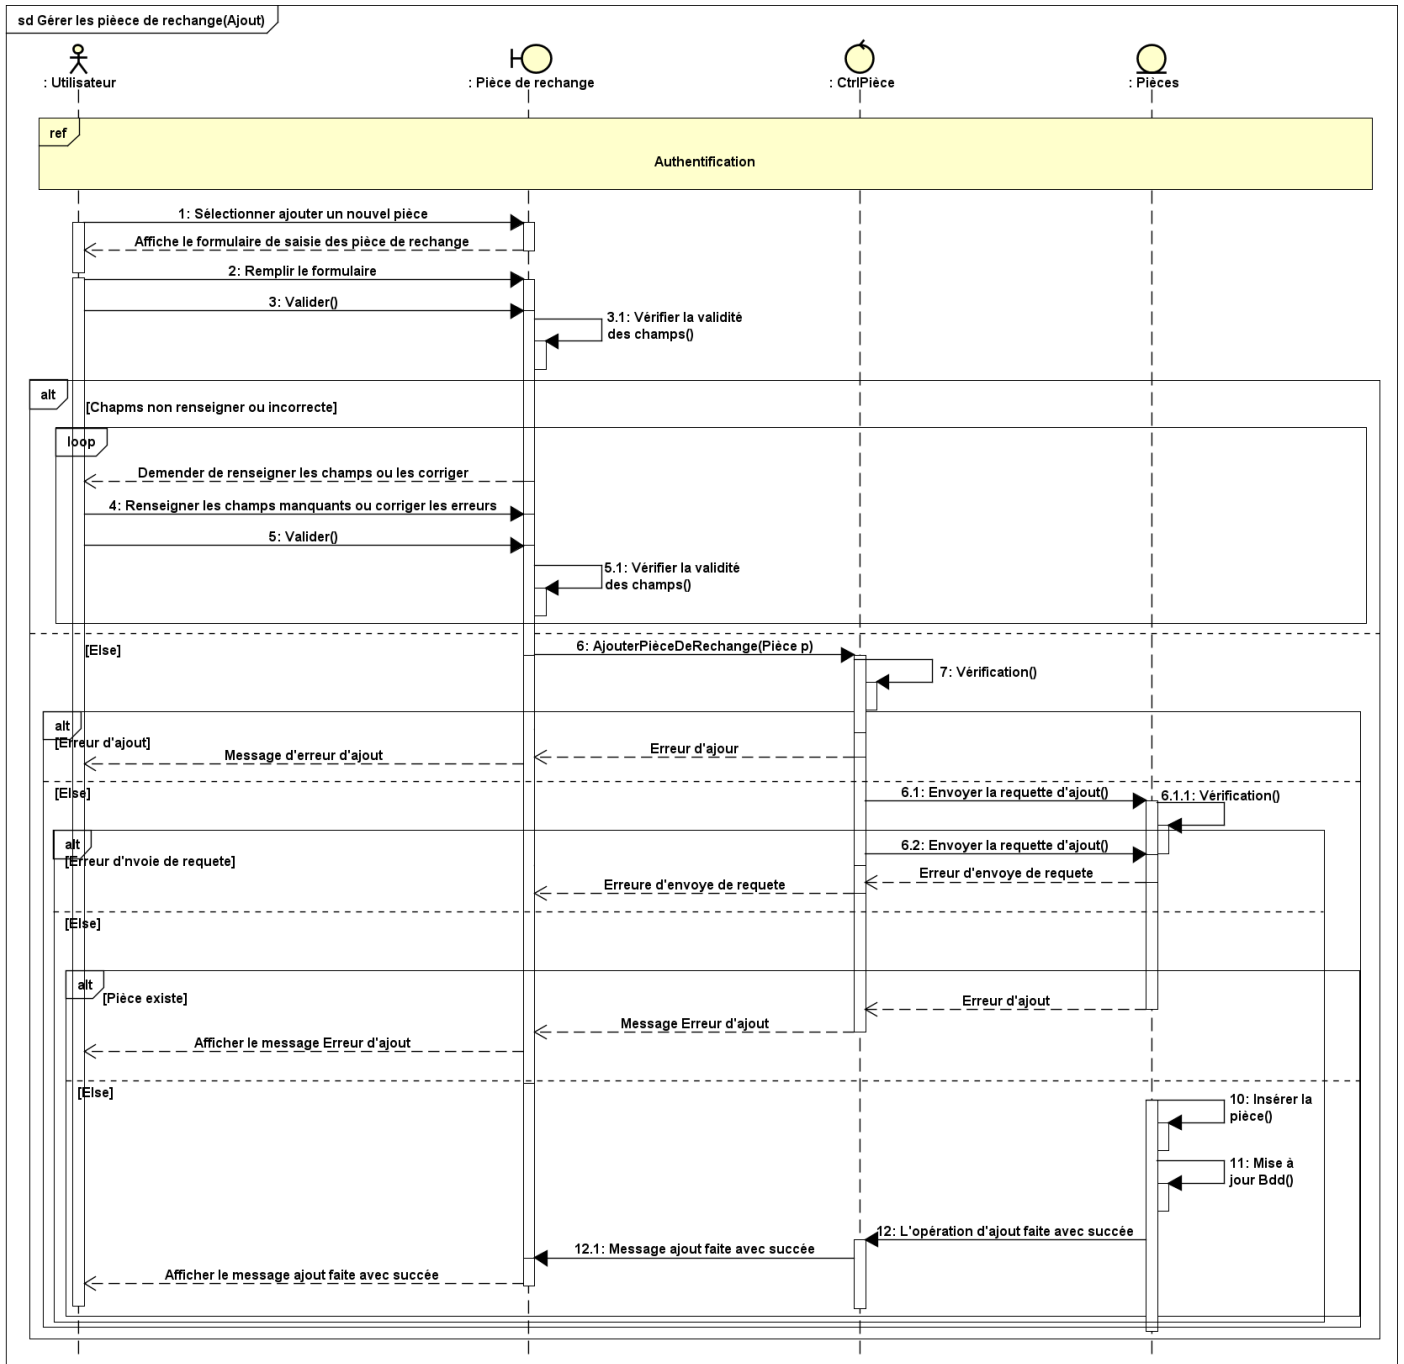 sd Gérer les pièece de rechange(Ajout)
: Utilisateur
: Pièce de rechange
: CtrlPièce
: Pièces
ref
Authentification
1: Sélectionner ajouter un nouvel pièce
Affiche le formulaire de saisie des pièce de rechange
2: Remplir le formulaire
3: Valider()
3.1: Vérifier la validité
des champs()
alt
[Chapms non renseigner ou incorrecte]
loop
Demender de renseigner les champs ou les corriger
4: Renseigner les champs manquants ou corriger les erreurs
5: Valider()
5.1: Vérifier la validité
des champs()
[Else]
6: AjouterPièceDeRechange(Pièce p)
7: Vérification()
alt
[Erreur d'ajout]
Message d'erreur d'ajout
Erreur d'ajour
[Else]
6.1: Envoyer la requette d'ajout()
6.1.1: Vérification()
alt
[Erreur d'nvoie de requete]
6.2: Envoyer la requette d'ajout()
Erreur d'envoye de requete
Erreure d'envoye de requete
[Else]
alt
[Pièce existe]
Erreur d'ajout
Message Erreur d'ajout
Afficher le message Erreur d'ajout
[Else]
10: Insérer la
pièce()
11: Mise à
jour Bdd()
12: L'opération d'ajout faite avec succée
12.1: Message ajout faite avec succée
Afficher le message ajout faite avec succée